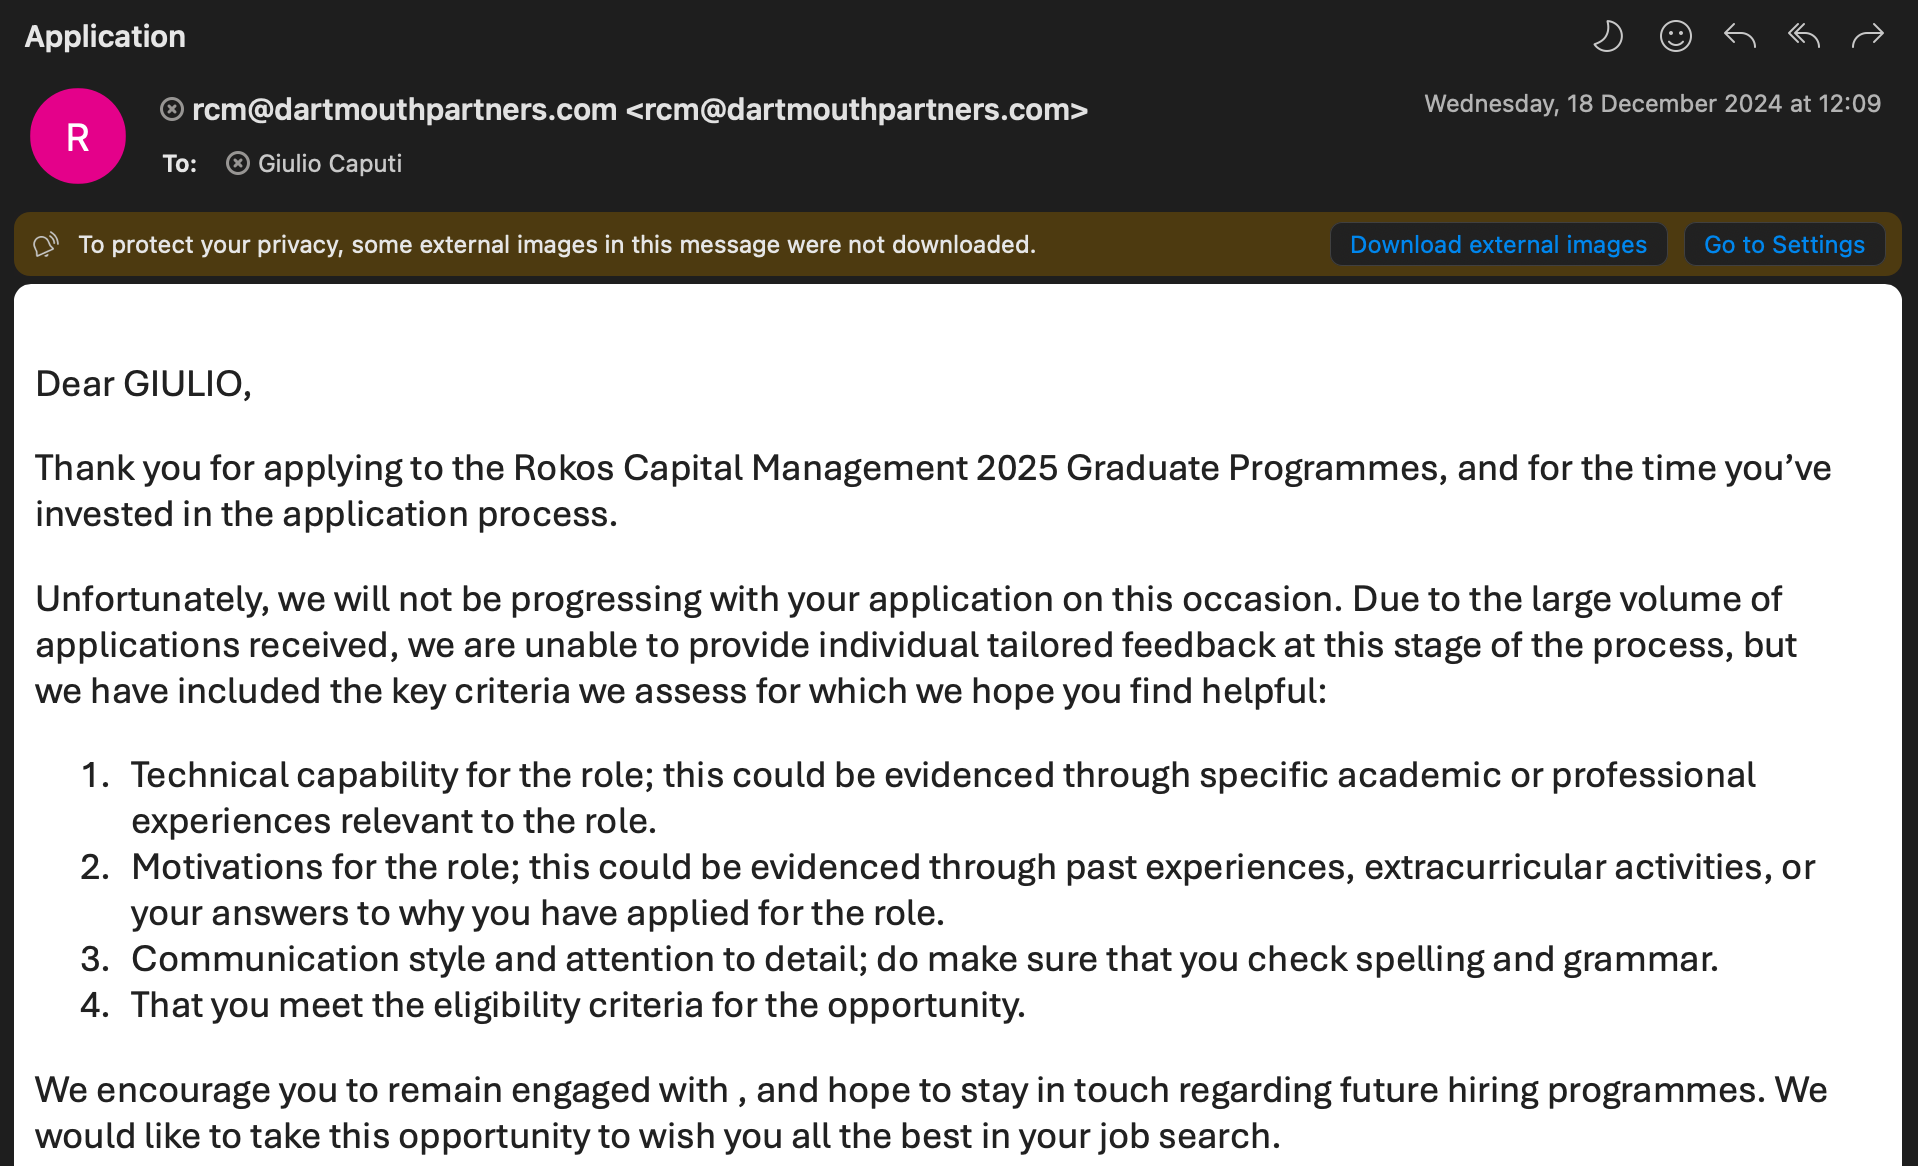 Application
R
rcm@dartmouthpartners.com <rcm@dartmouthpartners.com>
Wednesday, 18 December 2024 at 12:09
To: Giulio Caputi
To protect your privacy, some external images in this message were not downloaded.
Download external images
Go to Settings
Dear GIULIO,
Thank you for applying to the Rokos Capital Management 2025 Graduate Programmes, and for the time you’ve
invested in the application process.
Unfortunately, we will not be progressing with your application on this occasion. Due to the large volume of
applications received, we are unable to provide individual tailored feedback at this stage of the process, but
we have included the key criteria we assess for which we hope you find helpful:
1. Technical capability for the role; this could be evidenced through specific academic or professional
experiences relevant to the role.
2. Motivations for the role; this could be evidenced through past experiences, extracurricular activities, or
your answers to why you have applied for the role.
3. Communication style and attention to detail; do make sure that you check spelling and grammar.
4. That you meet the eligibility criteria for the opportunity.
We encourage you to remain engaged with , and hope to stay in touch regarding future hiring programmes. We
would like to take this opportunity to wish you all the best in your job search.